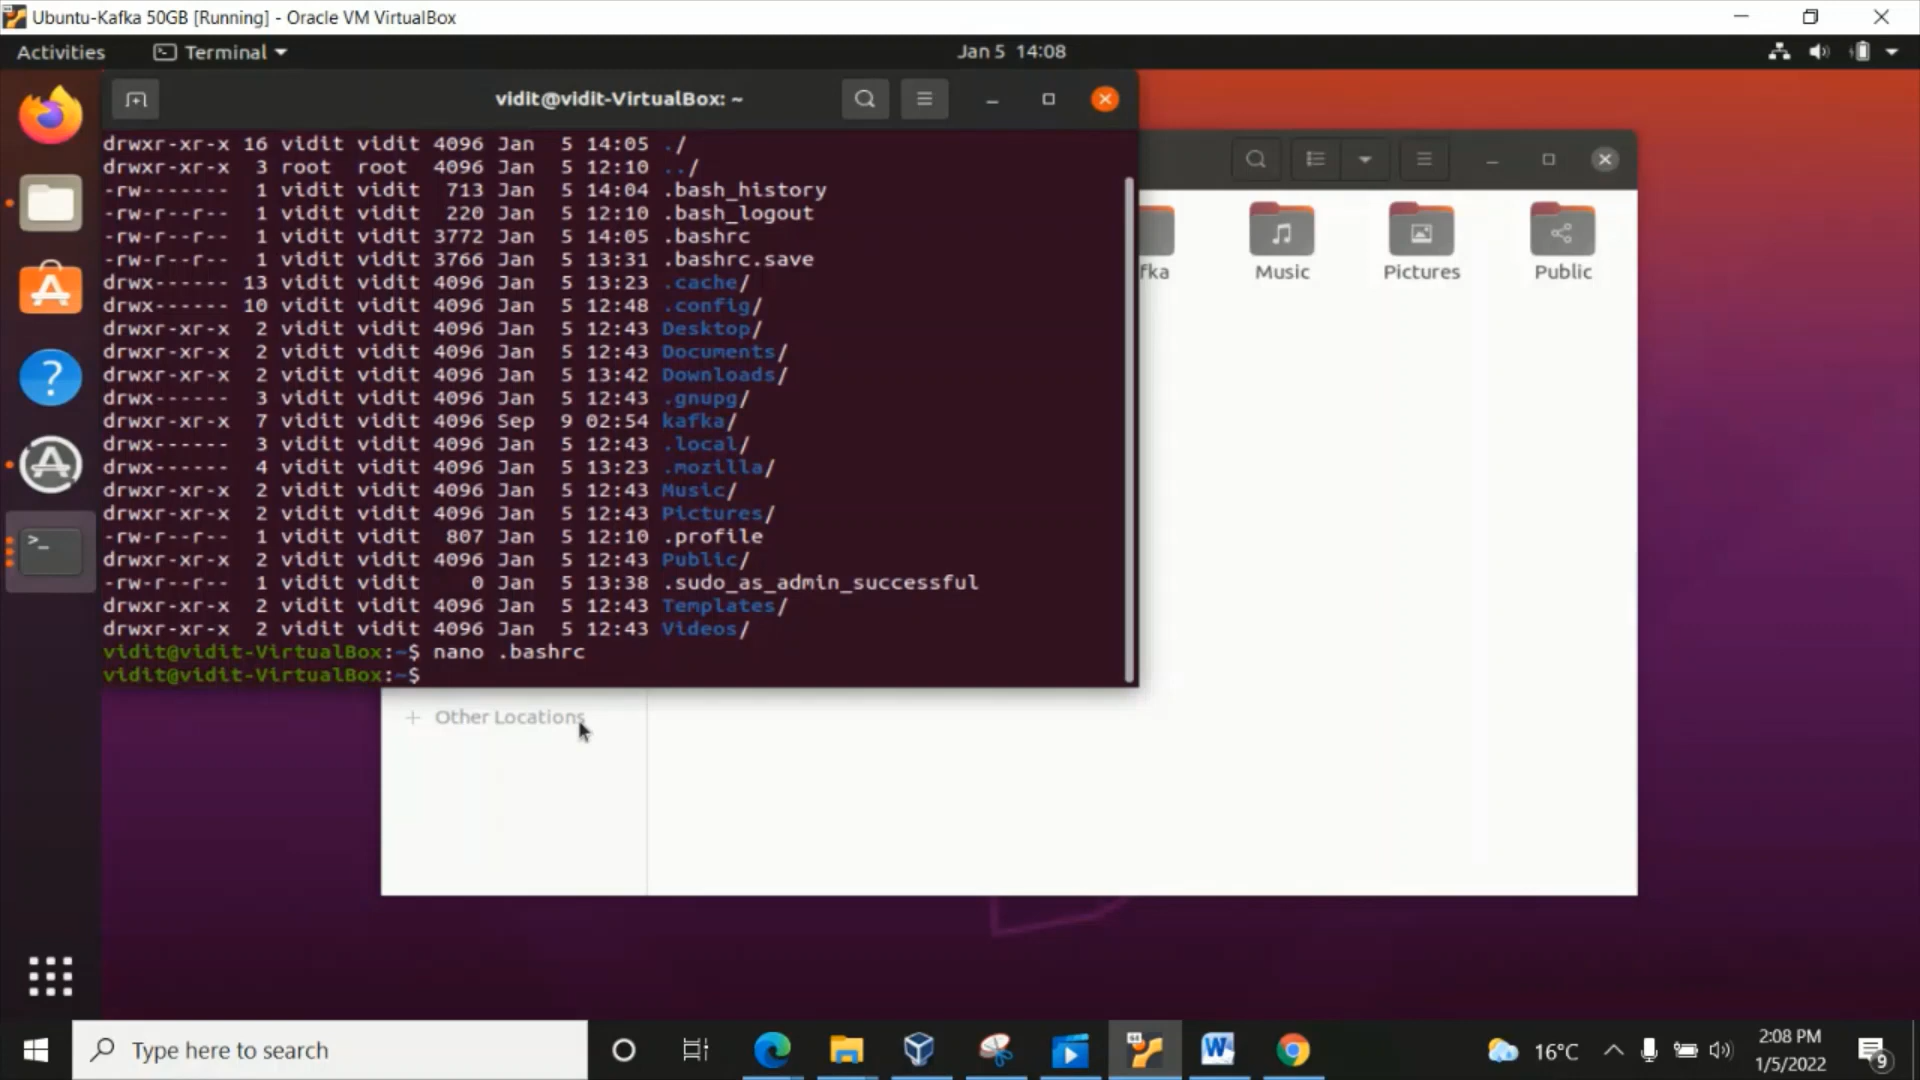 Ubuntu-Kafka 50GB [Running] - Oracle VM VirtualBox
Activities Terminal Jan 5 14:08
vidit@vidit-VirtualBox: ~
drwxr-xr-x 16 vidit vidit 4096 Jan 5 14:05 ./
drwxr-xr-x 3 root root 4096 Jan 5 12:10 ../
-rw------- 1 vidit vidit 713 Jan 5 14:04 .bash_history
-rw-r--r-- 1 vidit vidit 220 Jan 5 12:10 .bash_logout
-rw-r--r-- 1 vidit vidit 3772 Jan 5 14:05 .bashrc
-rw-r--r-- 1 vidit vidit 3766 Jan 5 13:31 .bashrc.save
drwx------ 13 vidit vidit 4096 Jan 5 13:23 .cache/
drwx------ 10 vidit vidit 4096 Jan 5 12:48 .config/
drwxr-xr-x 2 vidit vidit 4096 Jan 5 12:43 Desktop/
drwxr-xr-x 2 vidit vidit 4096 Jan 5 12:43 Documents/
drwxr-xr-x 2 vidit vidit 4096 Jan 5 13:42 Downloads/
drwx------ 3 vidit vidit 4096 Jan 5 12:43 .gnupg/
drwxr-xr-x 7 vidit vidit 4096 Sep 9 02:54 kafka/
drwx------ 3 vidit vidit 4096 Jan 5 12:43 .local/
drwx------ 4 vidit vidit 4096 Jan 5 13:23 .mozilla/
drwxr-xr-x 2 vidit vidit 4096 Jan 5 12:43 Music/
drwxr-xr-x 2 vidit vidit 4096 Jan 5 12:43 Pictures/
-rw-r--r-- 1 vidit vidit 807 Jan 5 12:10 .profile
drwxr-xr-x 2 vidit vidit 4096 Jan 5 12:43 Public/
-rw-r--r-- 1 vidit vidit 0 Jan 5 13:38 .sudo_as_admin_successful
drwxr-xr-x 2 vidit vidit 4096 Jan 5 12:43 Templates/
drwxr-xr-x 2 vidit vidit 4096 Jan 5 12:43 Videos/
vidit@vidit-VirtualBox:~$ nano .bashrc
vidit@vidit-VirtualBox:~$
fka Music Pictures Public
+ Other Locations
Type here to search
16°C
2:08 PM
1/5/2022
9